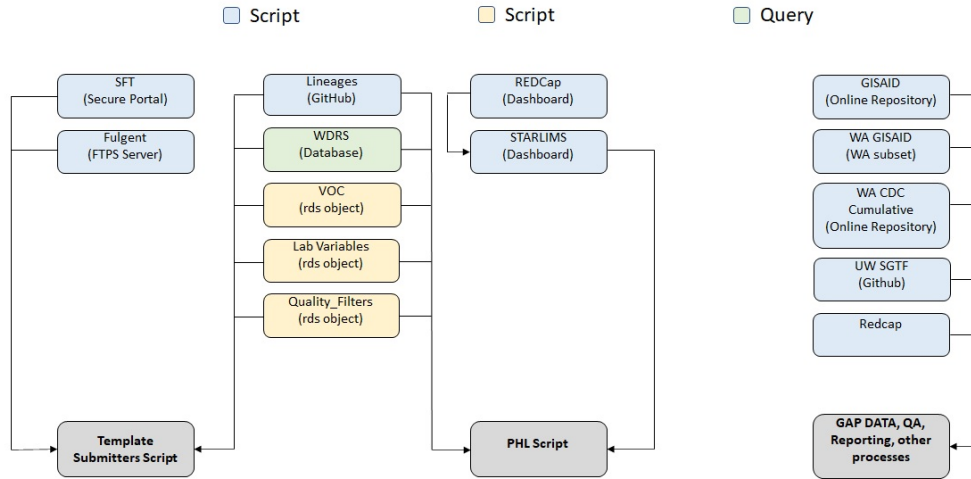 Script
Script
Query
SFT
(Secure Portal)
Fulgent
(FTPS Server)
Lineages
(GitHub)
WDRS
(Database)
VOC
(rds object)
Lab Variables
(rds object)
Quality_Filters
(rds object)
REDCap
(Dashboard)
STARLIMS
(Dashboard)
GISAID
(Online Repository)
WA GISAID
(WA subset)
WA CDC
Cumulative
(Online Repository)
UW SGTF
(Github)
Redcap
Template
Submitters Script
PHL Script
GAP DATA, QA,
Reporting, other
processes